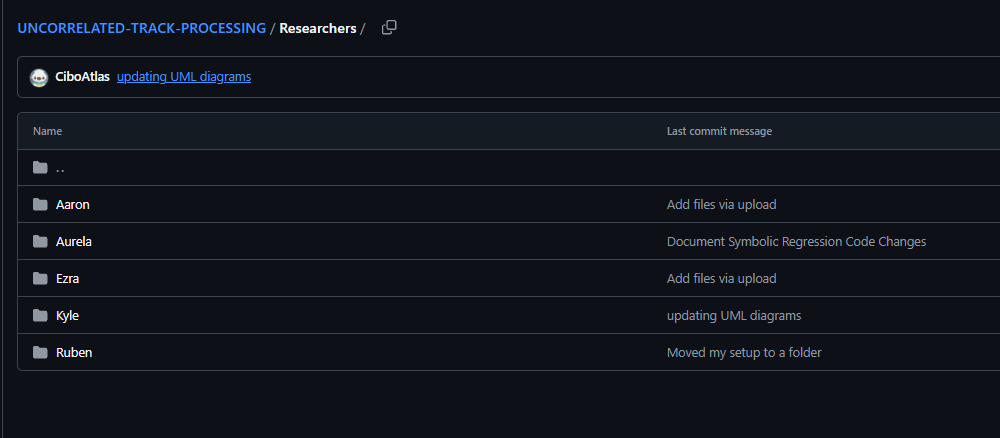 UNCORRELATED-TRACK-PROCESSING / Researchers /
CiboAtlas updating UML diagrams
Name Last commit message
..
Aaron Add files via upload
Aurela Document Symbolic Regression Code Changes
Ezra Add files via upload
Kyle updating UML diagrams
Ruben Moved my setup to a folder